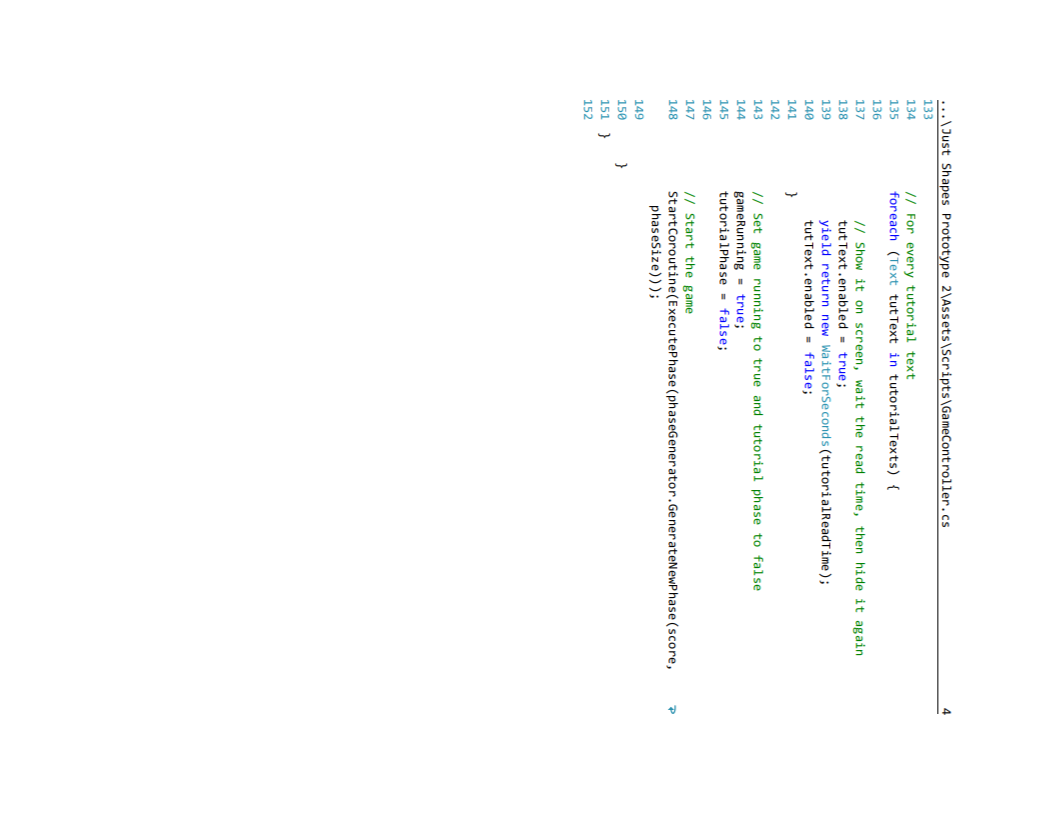 ...\Just Shapes Prototype 2\Assets\Scripts\GameController.cs 4
133
134 // For every tutorial text
135 foreach (Text tutText in tutorialTexts) {
136
137 // Show it on screen, wait the read time, then hide it again
138 tutText.enabled = true;
139 yield return new WaitForSeconds(tutorialReadTime);
140 tutText.enabled = false;
141 }
142
143 // Set game running to true and tutorial phase to false
144 gameRunning = true;
145 tutorialPhase = false;
146
147 // Start the game
148 StartCoroutine(ExecutePhase(phaseGenerator.GenerateNewPhase(score,
phaseSize)));
149
150 }
151 }
152